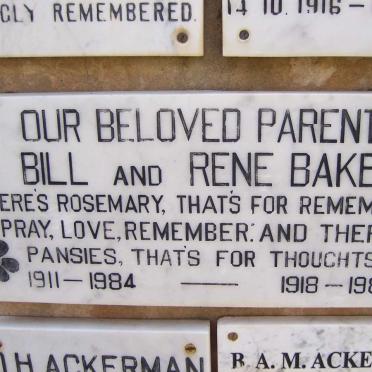 LY REMEMBERED.
14 10. 1916 –
OUR BELOVED PARENT
BILL AND RENE BAKE
ERE'S ROSEMARY, THAT'S FOR REMEM
PRAY, LOVE, REMEMBER: AND THER
PANSIES, THAT'S FOR THOUGHTS
1911 – 1984 — 1918 – 198
H ACKERMAN
B. A. M. ACKE